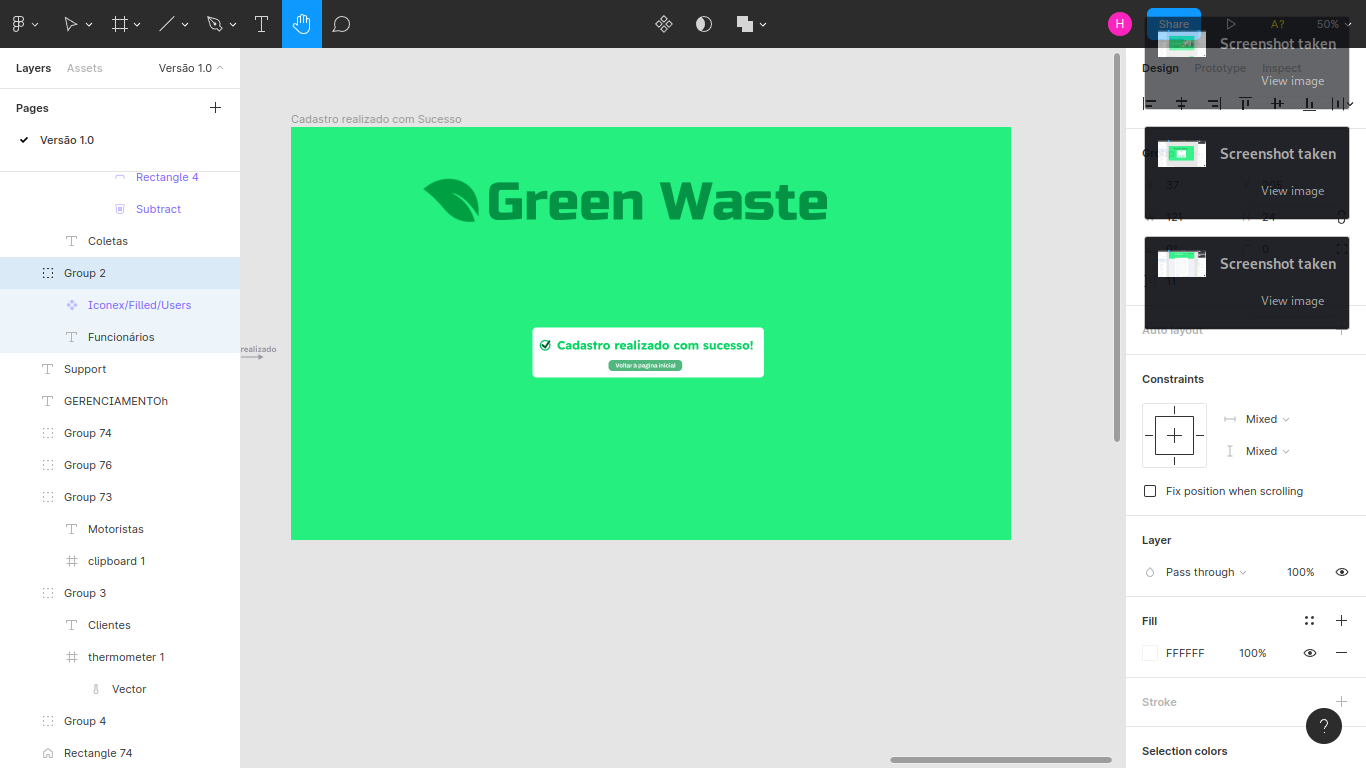 H
Share
A?
50%
Layers
Assets
Versão 1.0
Pages
Versão 1.0
Rectangle 4
Subtract
Coletas
Group 2
Iconex/Filled/Users
Funcionários
Support
GERENCIAMENTOh
Group 74
Group 76
Group 73
Motoristas
clipboard 1
Group 3
Clientes
thermometer 1
Vector
Group 4
Rectangle 74
realizado
Cadastro realizado com Sucesso
Green Waste
Cadastro realizado com sucesso!
Voltar à pagina inicial
Screenshot taken
View image
Design
Prototype
Inspect
Screenshot taken
View image
37
121
24
Screenshot taken
View image
0
11
Auto layout
Constraints
Mixed
Mixed
Fix position when scrolling
Layer
Pass through
100%
Fill
FFFFFF
100%
Stroke
?
Selection colors